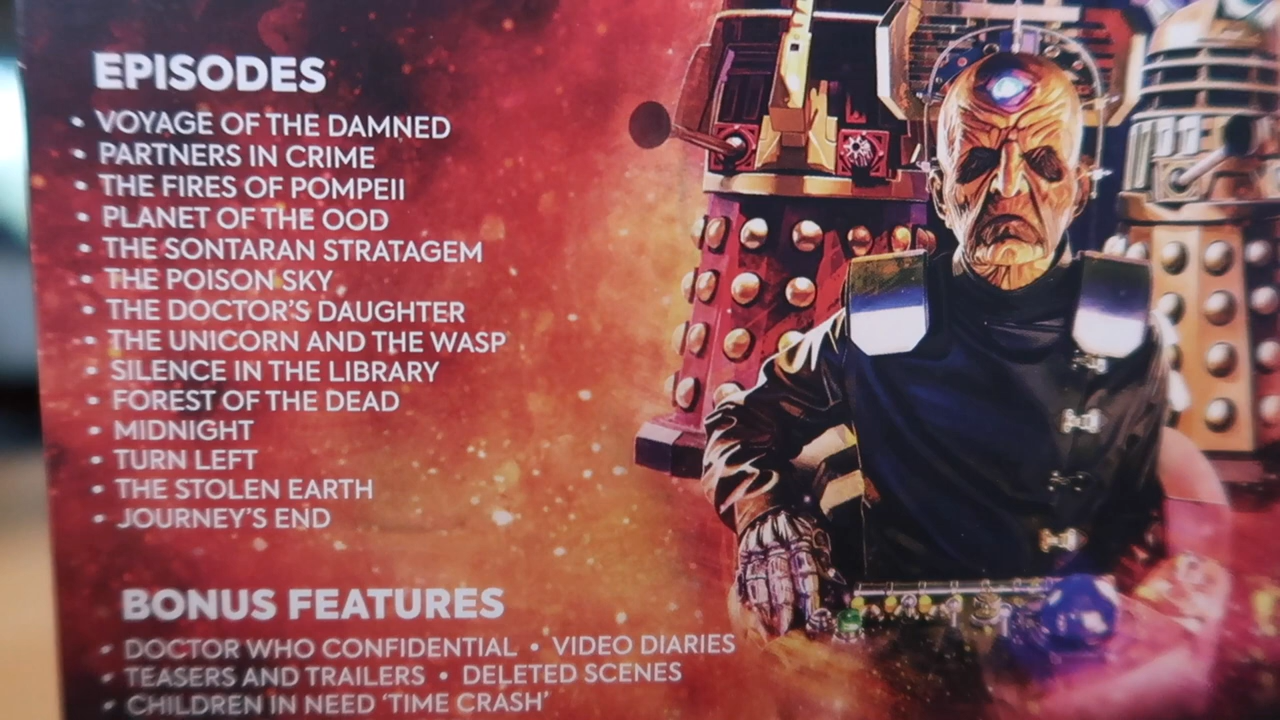 EPISODES
• VOYAGE OF THE DAMNED
• PARTNERS IN CRIME
• THE FIRES OF POMPEII
• PLANET OF THE OOD
• THE SONTARAN STRATAGEM
• THE POISON SKY
• THE DOCTOR'S DAUGHTER
• THE UNICORN AND THE WASP
• SILENCE IN THE LIBRARY
• FOREST OF THE DEAD
• MIDNIGHT
• TURN LEFT
• THE STOLEN EARTH
• JOURNEY'S END
BONUS FEATURES
• DOCTOR WHO CONFIDENTIAL • VIDEO DIARIES
• TEASERS AND TRAILERS • DELETED SCENES
• CHILDREN IN NEED 'TIME CRASH'